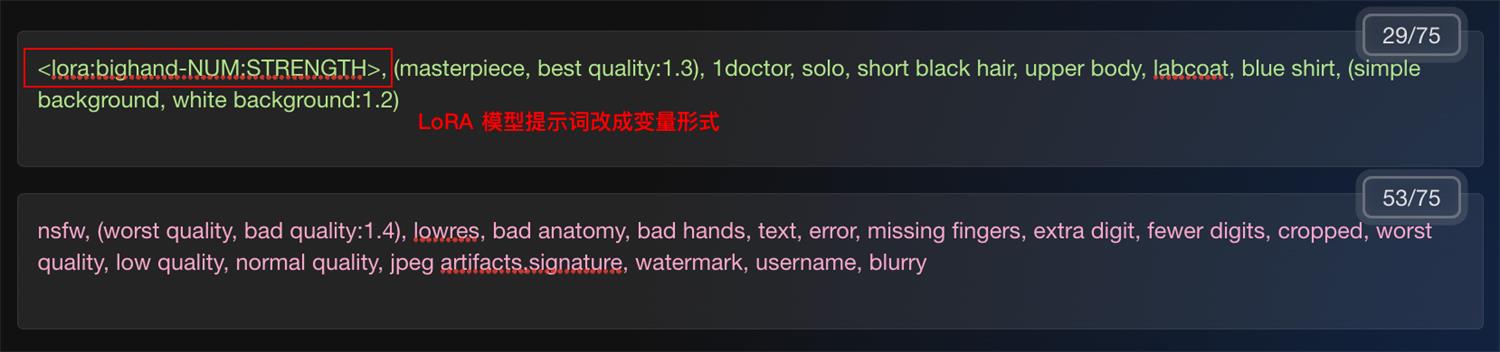 29/75
<lora:bighand-NUM:STRENGTH>, (masterpiece, best quality:1.3), 1doctor, solo, short black hair, upper body, labcoat, blue shirt, (simple
background, white background:1.2)
LoRA 模型提示词改成变量形式
53/75
nsfw, (worst quality, bad quality:1.4), lowres, bad anatomy, bad hands, text, error, missing fingers, extra digit, fewer digits, cropped, worst
quality, low quality, normal quality, jpeg artifacts.signature, watermark, username, blurry